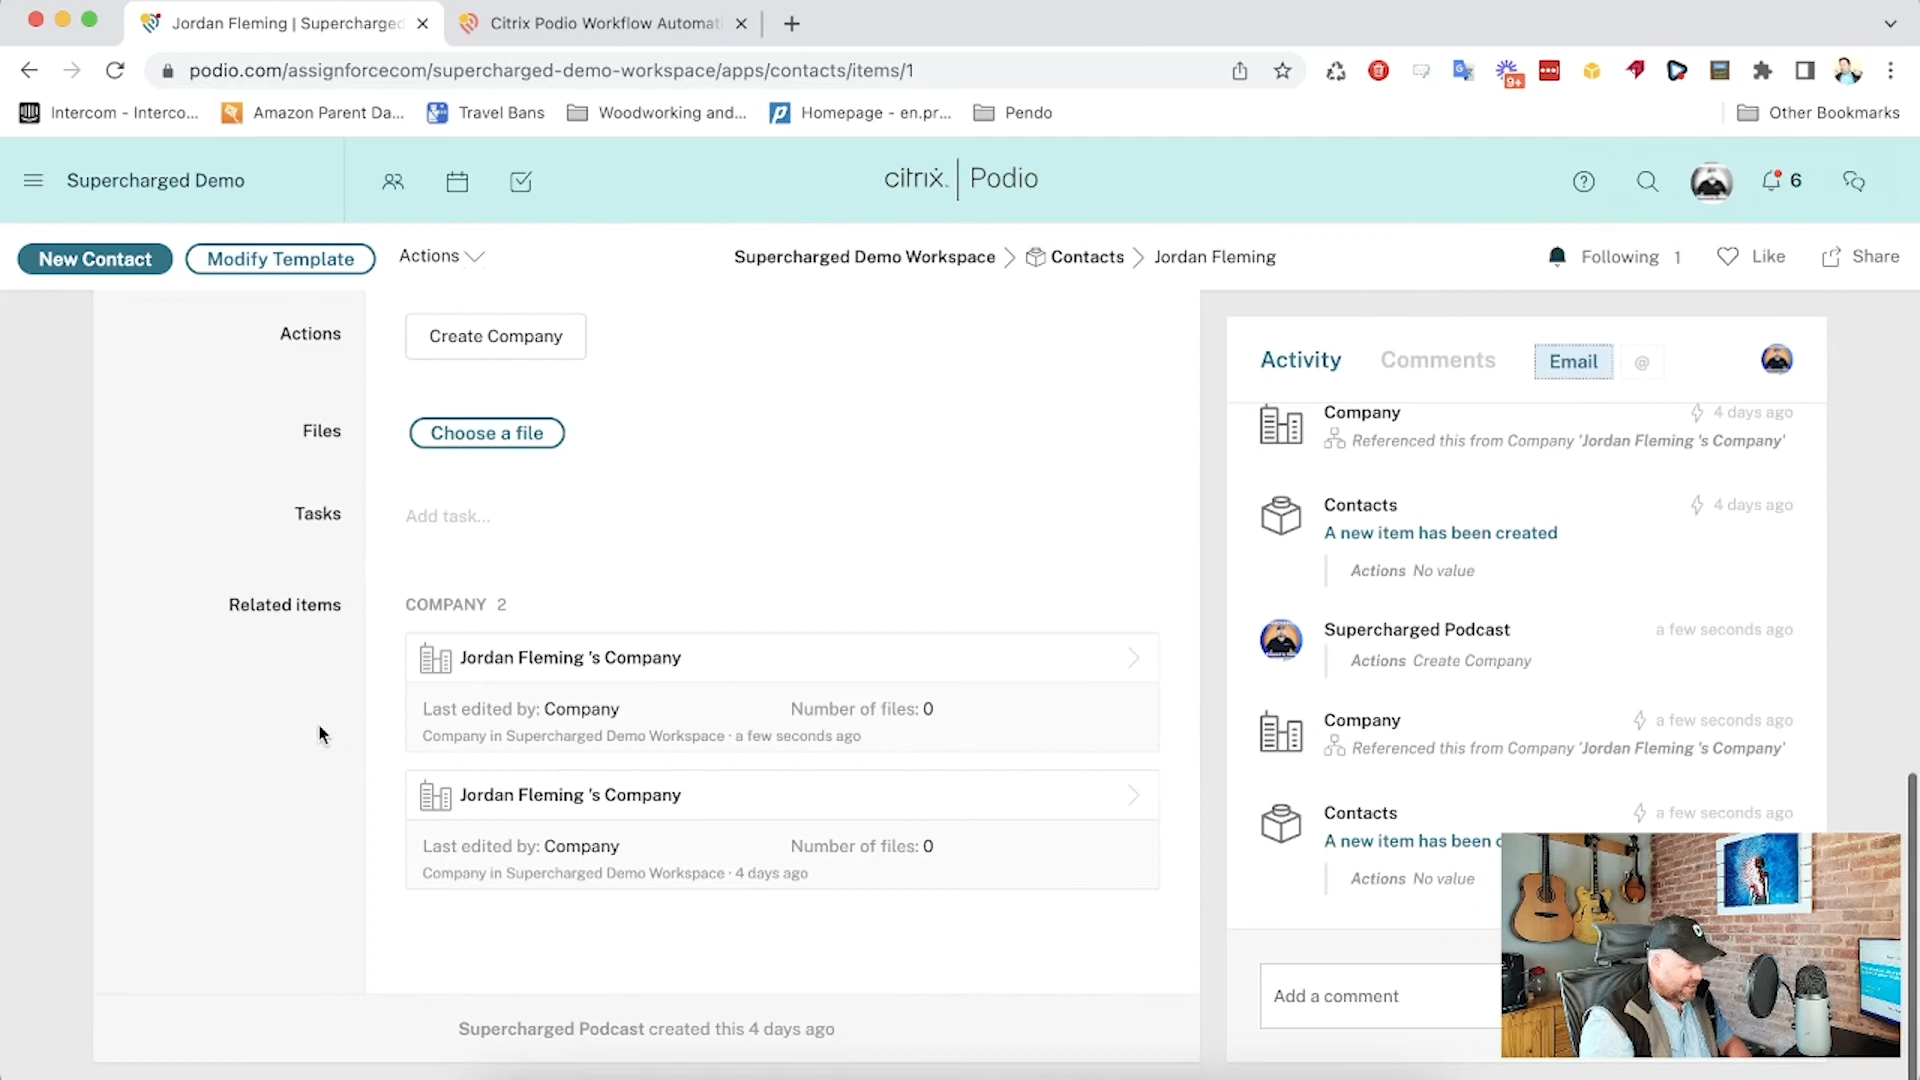 Jordan Fleming | Supercharged
Citrix Podio Workflow Automat
podio.com/assignforcecom/supercharged-demo-workspace/apps/contacts/items/1
9+
Intercom - Interco...
Amazon Parent Da...
Travel Bans
Woodworking and...
Homepage - en.pr...
Pendo
Other Bookmarks
Supercharged Demo
citrix. | Podio
6
New Contact
Modify Template
Actions
Supercharged Demo Workspace
Contacts
Jordan Fleming
Following 1
Like
Share
Actions
Create Company
Files
Choose a file
Tasks
Add task...
Related items
COMPANY 2
Jordan Fleming 's Company
Last edited by: Company
Number of files: 0
Company in Supercharged Demo Workspace · a few seconds ago
Jordan Fleming 's Company
Last edited by: Company
Number of files: 0
Company in Supercharged Demo Workspace · 4 days ago
Supercharged Podcast created this 4 days ago
Activity
Comments
Email
@
Company
4 days ago
Referenced this from Company 'Jordan Fleming 's Company'
Contacts
4 days ago
A new item has been created
Actions No value
Supercharged Podcast
a few seconds ago
Actions Create Company
Company
a few seconds ago
Referenced this from Company 'Jordan Fleming 's Company'
Contacts
a few seconds ago
A new item has been
Actions No value
Add a comment